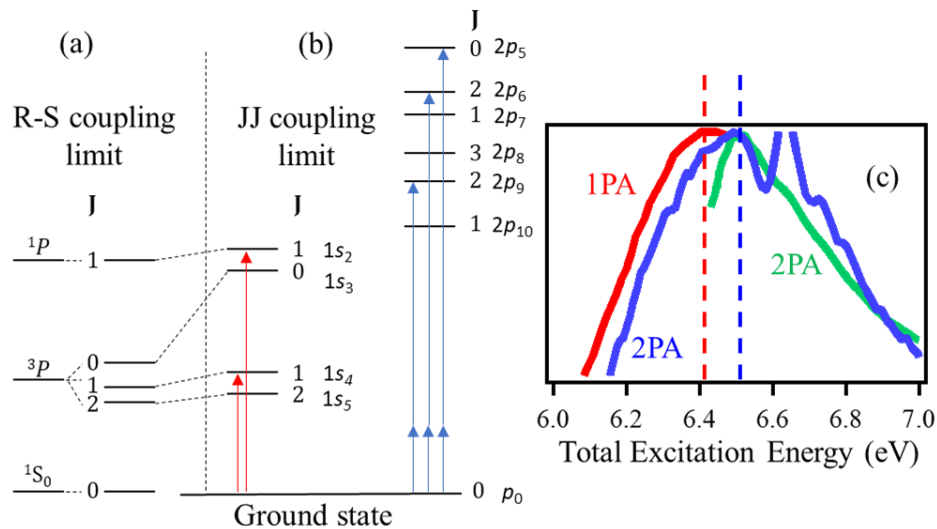 (a)
(b)
J
0 2p5
2 2p6
1 2p7
3 2p8
2 2p9
1 2p10
R-S coupling
limit
JJ coupling
limit
J
J
¹P
1
1 1s2
0 1s3
³P
0
1
2
1 1s4
2 1s5
¹S₀
0
0 p0
Ground state
(c)
1PA
2PA
2PA
6.0 6.2 6.4 6.6 6.8 7.0
Total Excitation Energy (eV)